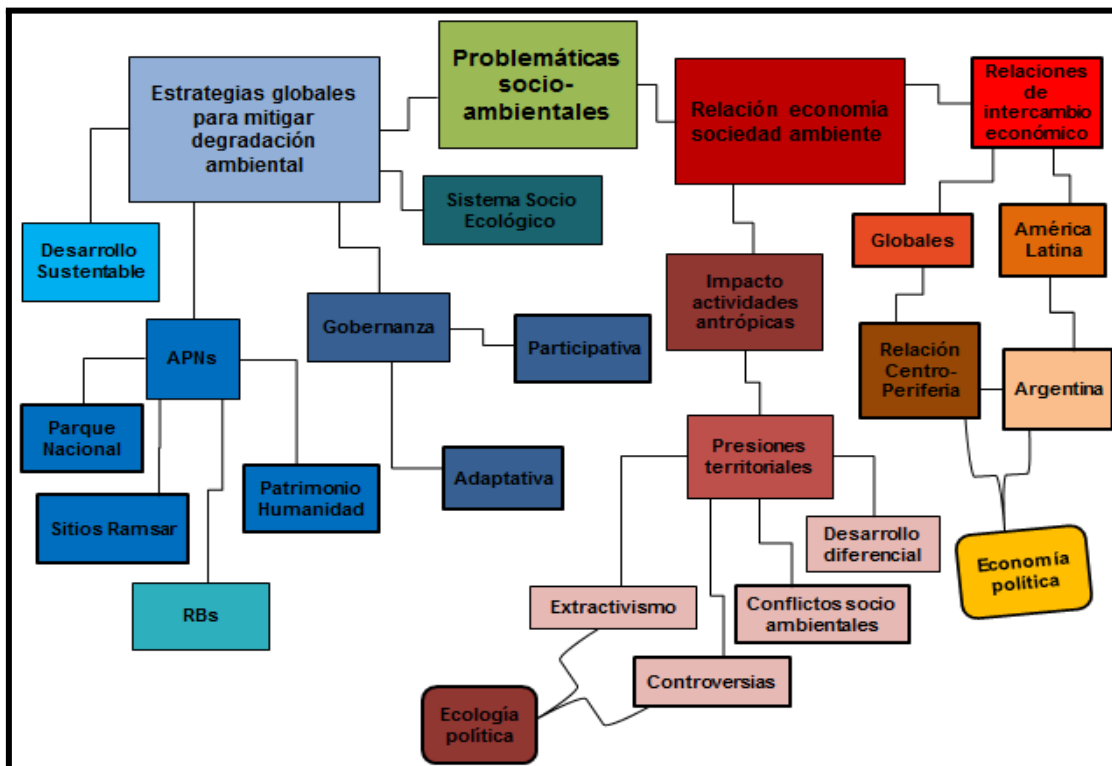 Problemáticas
socio-
ambientales
Estrategias globales
para mitigar
degradación
ambiental
Relación economía
sociedad ambiente
Relaciones
de
intercambio
económico
Sistema Socio
Ecológico
Desarrollo
Sustentable
Globales
América
Latina
Impacto
actividades
antrópicas
Gobernanza
Participativa
APNs
Relación
Centro-
Periferia
Argentina
Parque
Nacional
Presiones
territoriales
Adaptativa
Patrimonio
Humanidad
Sitios Ramsar
Desarrollo
diferencial
Economía
política
RBs
Extractivismo
Conflictos socio
ambientales
Controversias
Ecología
política